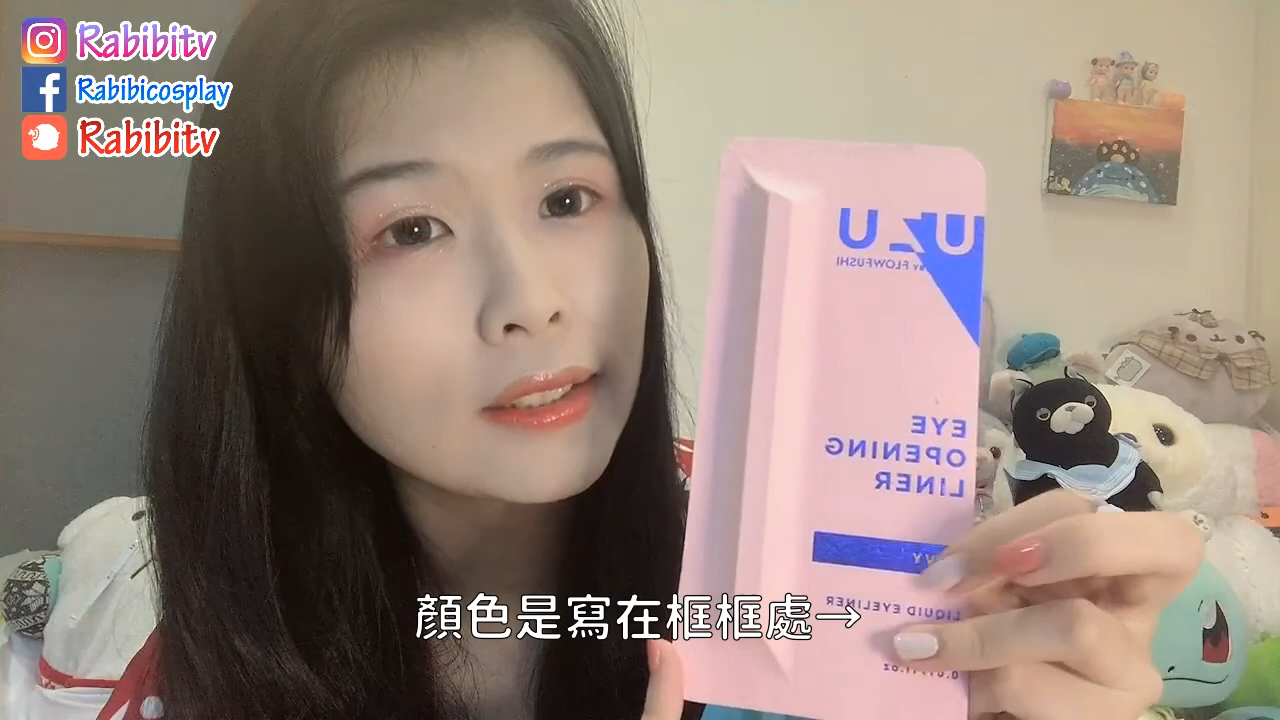 Rabibitv
Rabibicosplay
Rabibitv
UZU
BY FLOWFUSHI
EYE
OPENING
LINER
LIQUID EYELINER
顏色是寫在框框處→